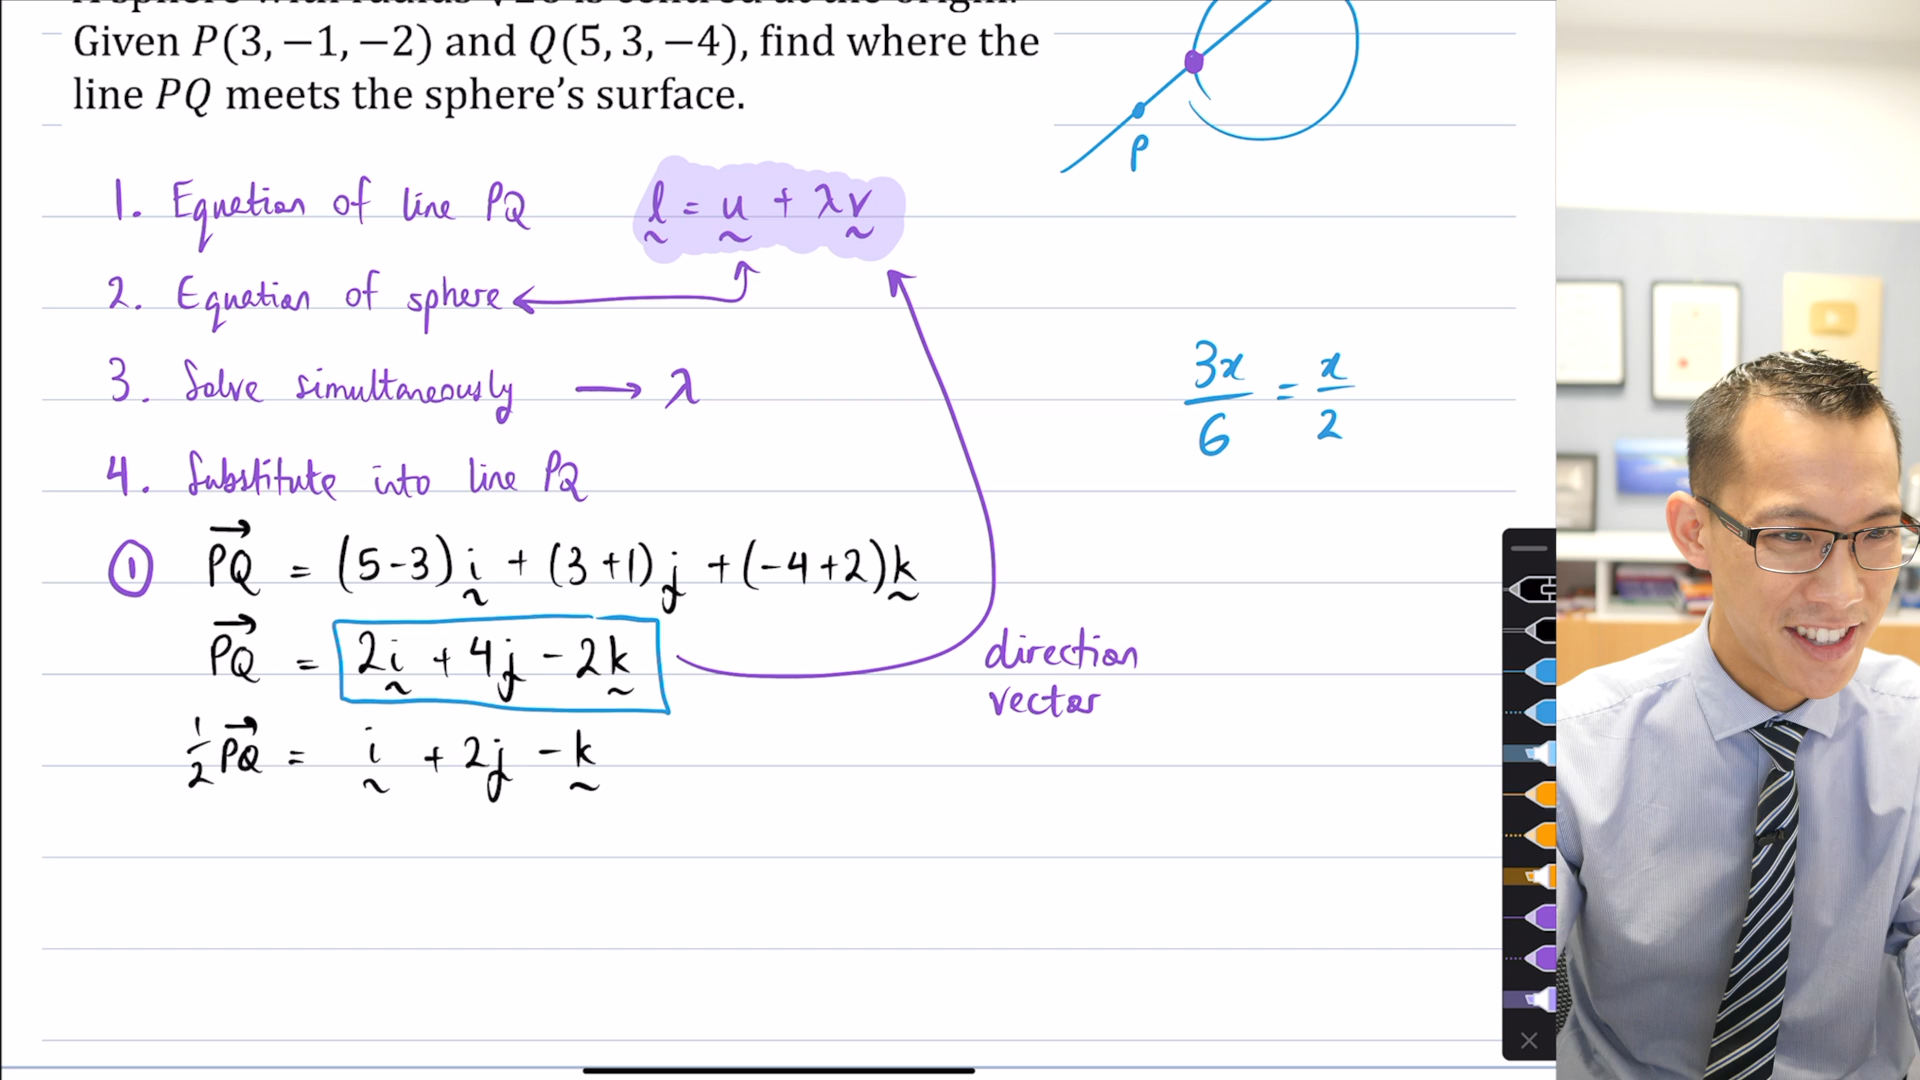 Given P(3, −1, −2) and Q(5, 3, −4), find where the
line PQ meets the sphere’s surface.
P
1. Equation of line PQ l = u + λv
2. Equation of sphere
3. Solve simultaneously → λ
3x/6 = x/2
4. Substitute into line PQ
① PQ = (5-3)i + (3+1)j + (-4+2)k
PQ = 2i + 4j - 2k
direction
vector
1/2 PQ = i + 2j - k